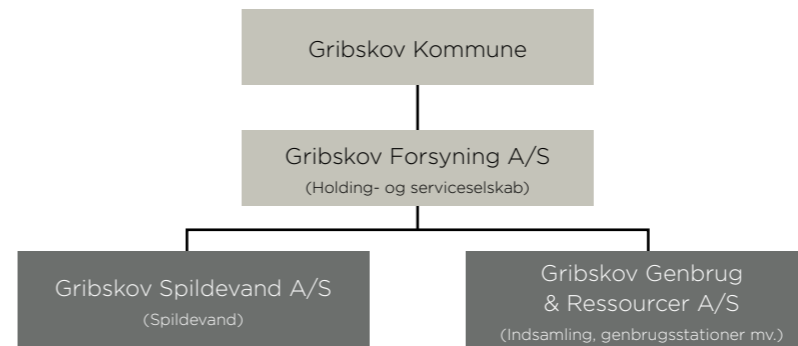 Gribskov Kommune
Gribskov Forsyning A/S
(Holding- og serviceselskab)
Gribskov Spildevand A/S
(Spildevand)
Gribskov Genbrug
& Ressourcer A/S
(Indsamling, genbrugsstationer mv.)